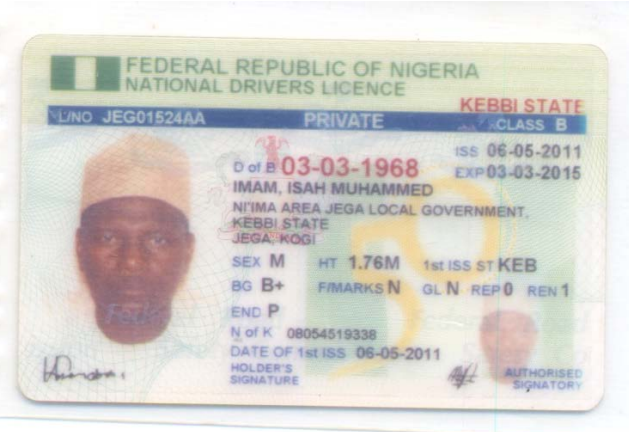 FEDERAL REPUBLIC OF NIGERIA
NATIONAL DRIVERS LICENCE
KEBBI STATE
L/NO JEG01524AA PRIVATE CLASS B
ISS 06-05-2011
D of B 03-03-1968 EXP 03-03-2015
IMAM, ISAH MUHAMMED
NI'IMA AREA JEGA LOCAL GOVERNMENT,
KEBBI STATE
JEGA, KOGI
SEX M HT 1.76M 1st ISS ST KEB
BG B+ F/MARKS N GL N REP 0 REN 1
END P
N of K 08054519338
DATE OF 1st ISS 06-05-2011
HOLDER'S
SIGNATURE
AUTHORISED
SIGNATORY